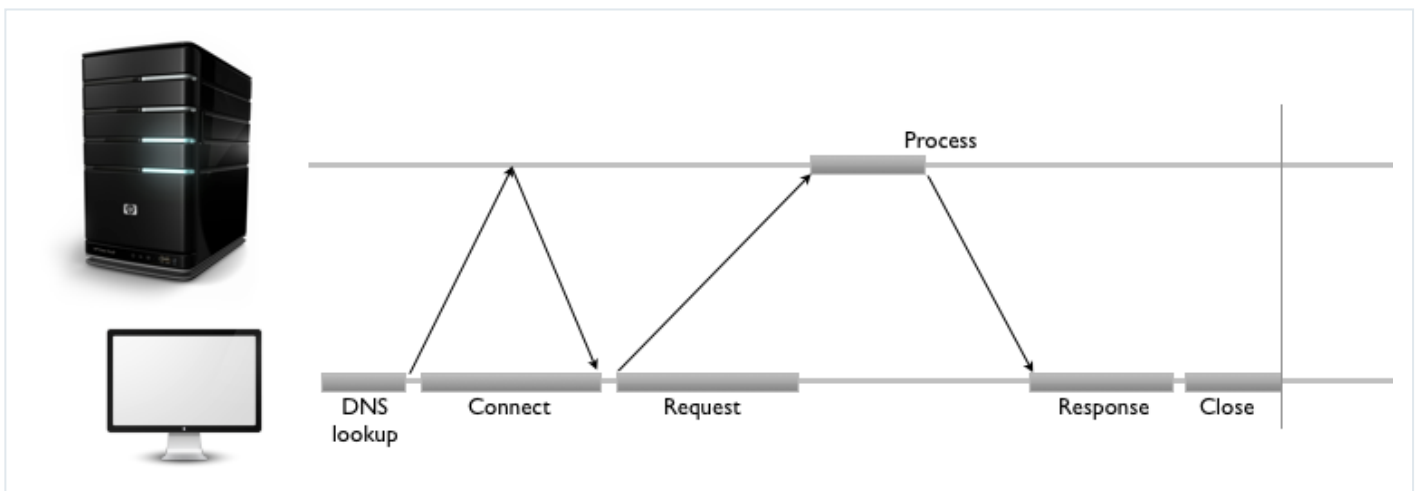 Process
DNS
lookup
Connect
Request
Response
Close